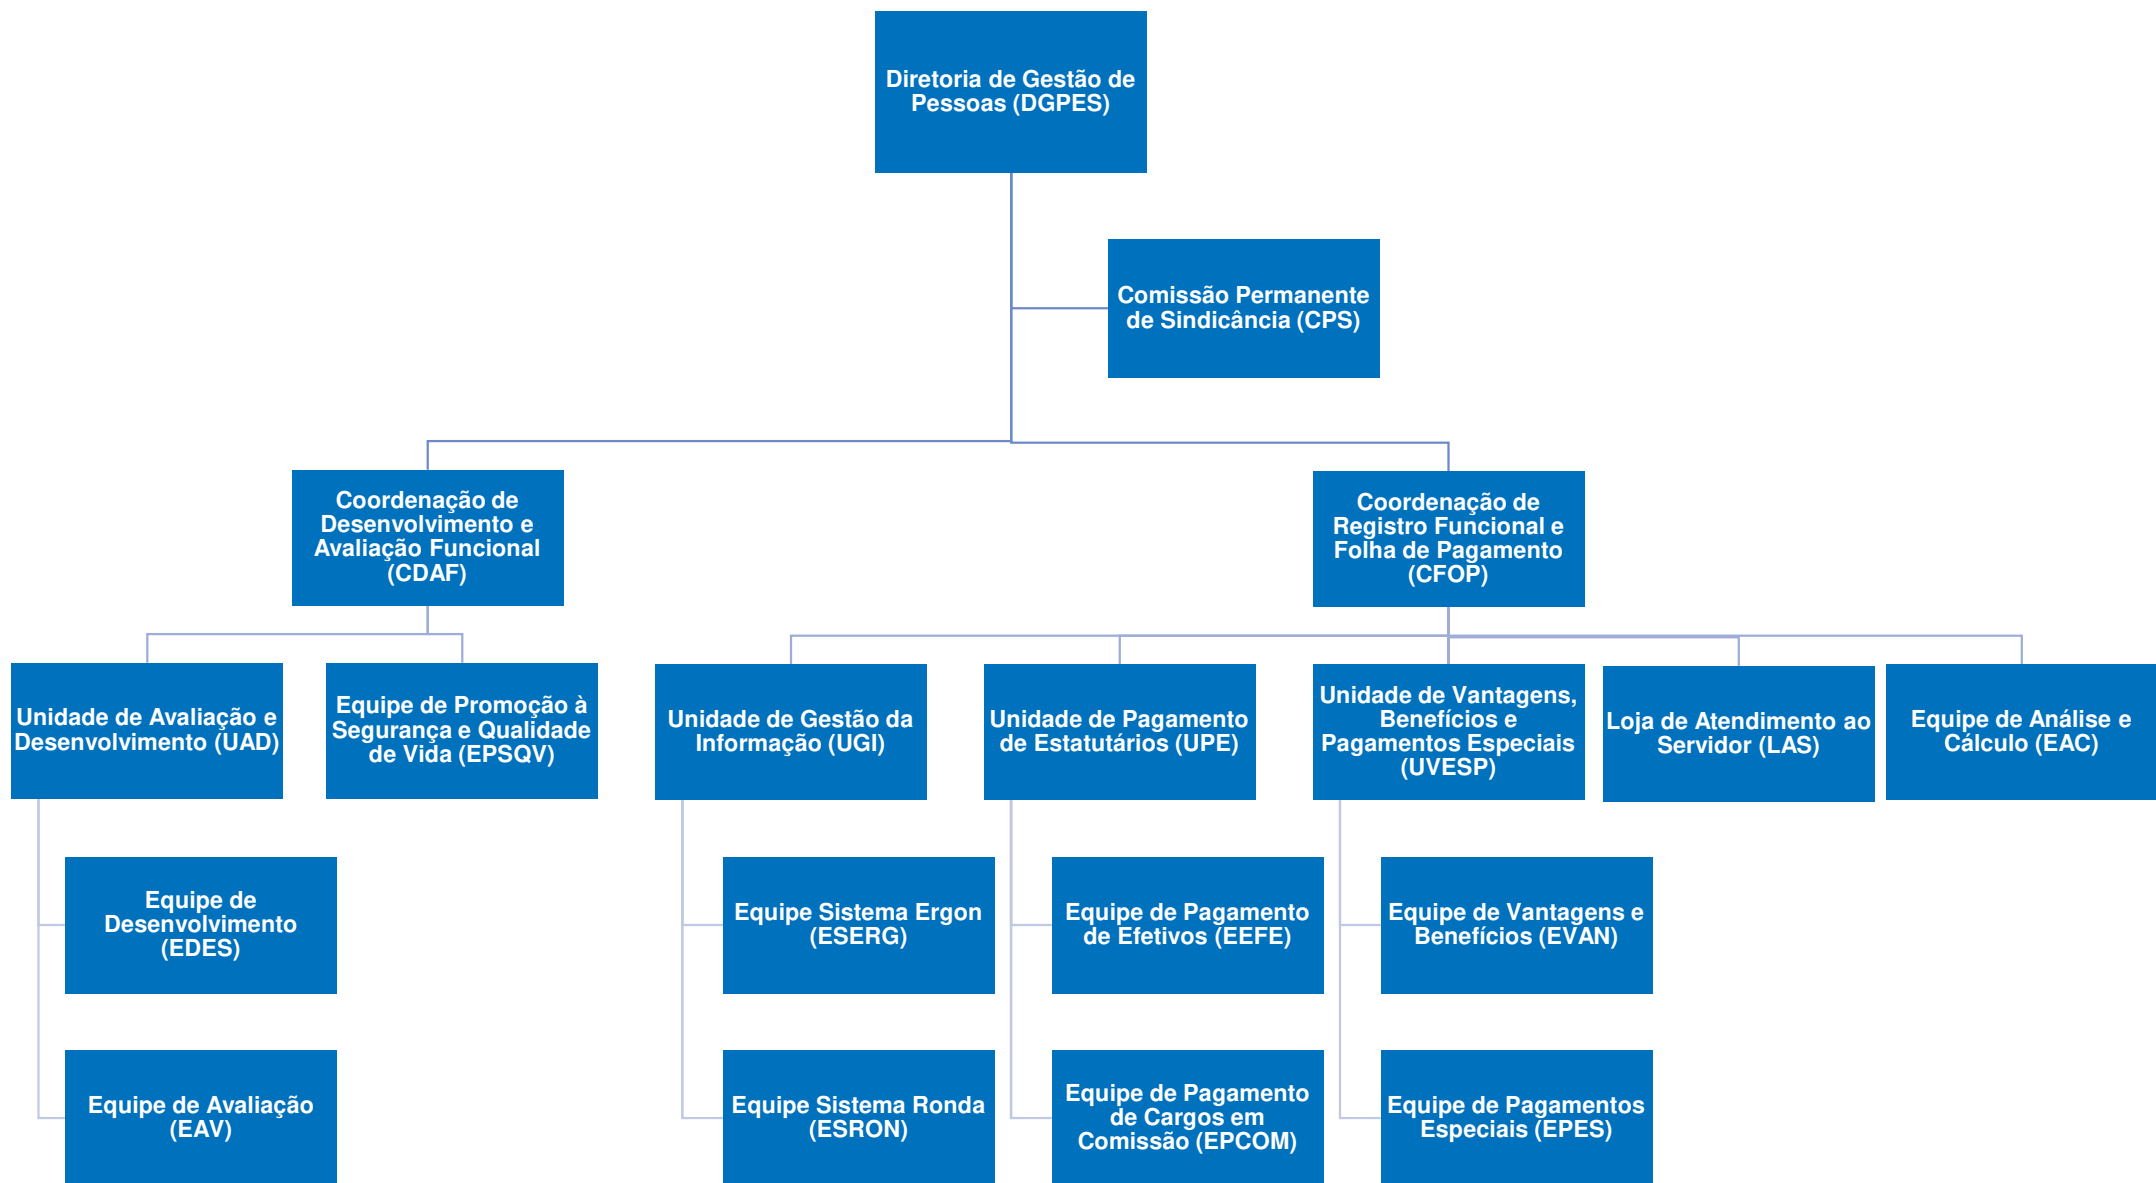 Diretoria de Gestão de
Pessoas (DGPES)
Comissão Permanente
de Sindicância (CPS)
Coordenação de
Desenvolvimento e
Avaliação Funcional
(CDAF)
Coordenação de
Registro Funcional e
Folha de Pagamento
(CFOP)
Unidade de Avaliação e
Desenvolvimento (UAD)
Equipe de Promoção à
Segurança e Qualidade
de Vida (EPSQV)
Unidade de Gestão da
Informação (UGI)
Unidade de Pagamento
de Estatutários (UPE)
Unidade de Vantagens,
Benefícios e
Pagamentos Especiais
(UVESP)
Loja de Atendimento ao
Servidor (LAS)
Equipe de Análise e
Cálculo (EAC)
Equipe de
Desenvolvimento
(EDES)
Equipe Sistema Ergon
(ESERG)
Equipe de Pagamento
de Efetivos (EEFE)
Equipe de Vantagens e
Benefícios (EVAN)
Equipe de Avaliação
(EAV)
Equipe Sistema Ronda
(ESRON)
Equipe de Pagamento
de Cargos em
Comissão (EPCOM)
Equipe de Pagamentos
Especiais (EPES)